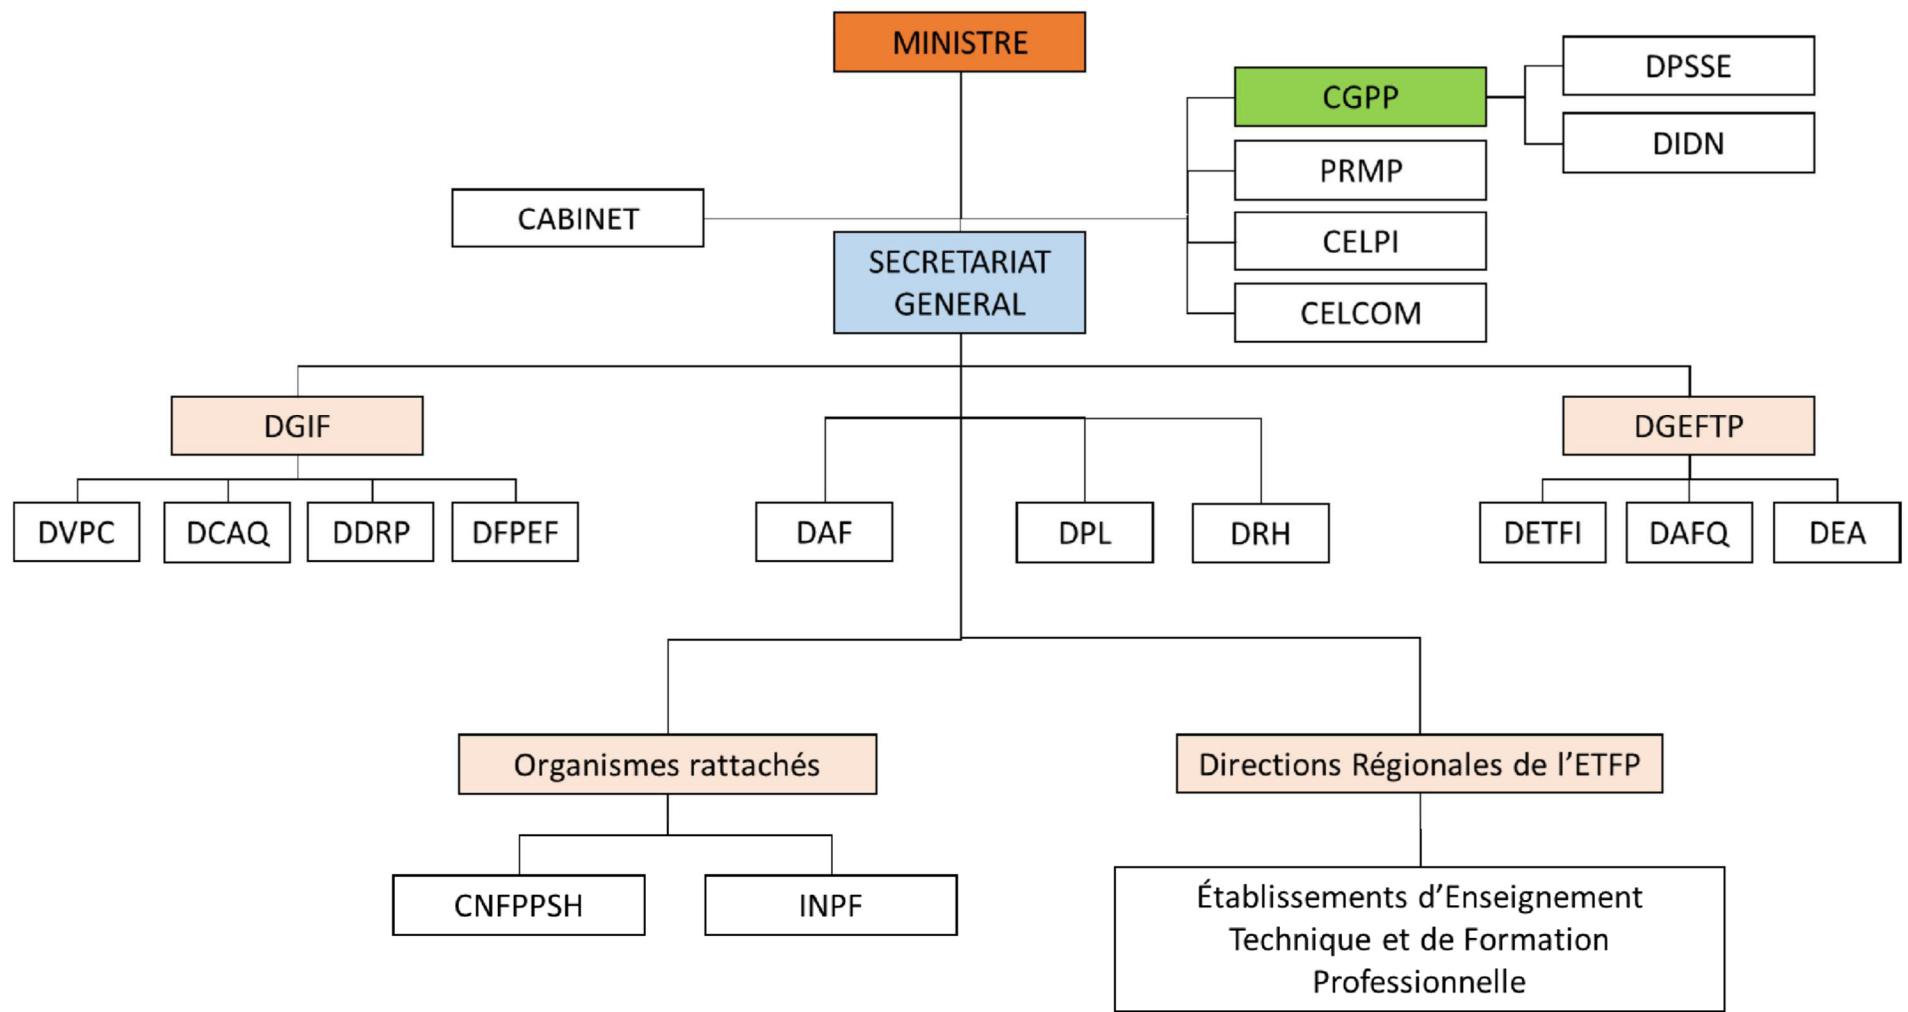 MINISTRE
CGPP
DPSSE
DIDN
PRMP
CABINET
CELPI
SECRETARIAT
GENERAL
CELCOM
DGIF
DGEFTP
DVPC
DCAQ
DDRP
DFPEF
DAF
DPL
DRH
DETFI
DAFQ
DEA
Organismes rattachés
Directions Régionales de l’ETFP
CNFPPSH
INPF
Établissements d’Enseignement
Technique et de Formation
Professionnelle